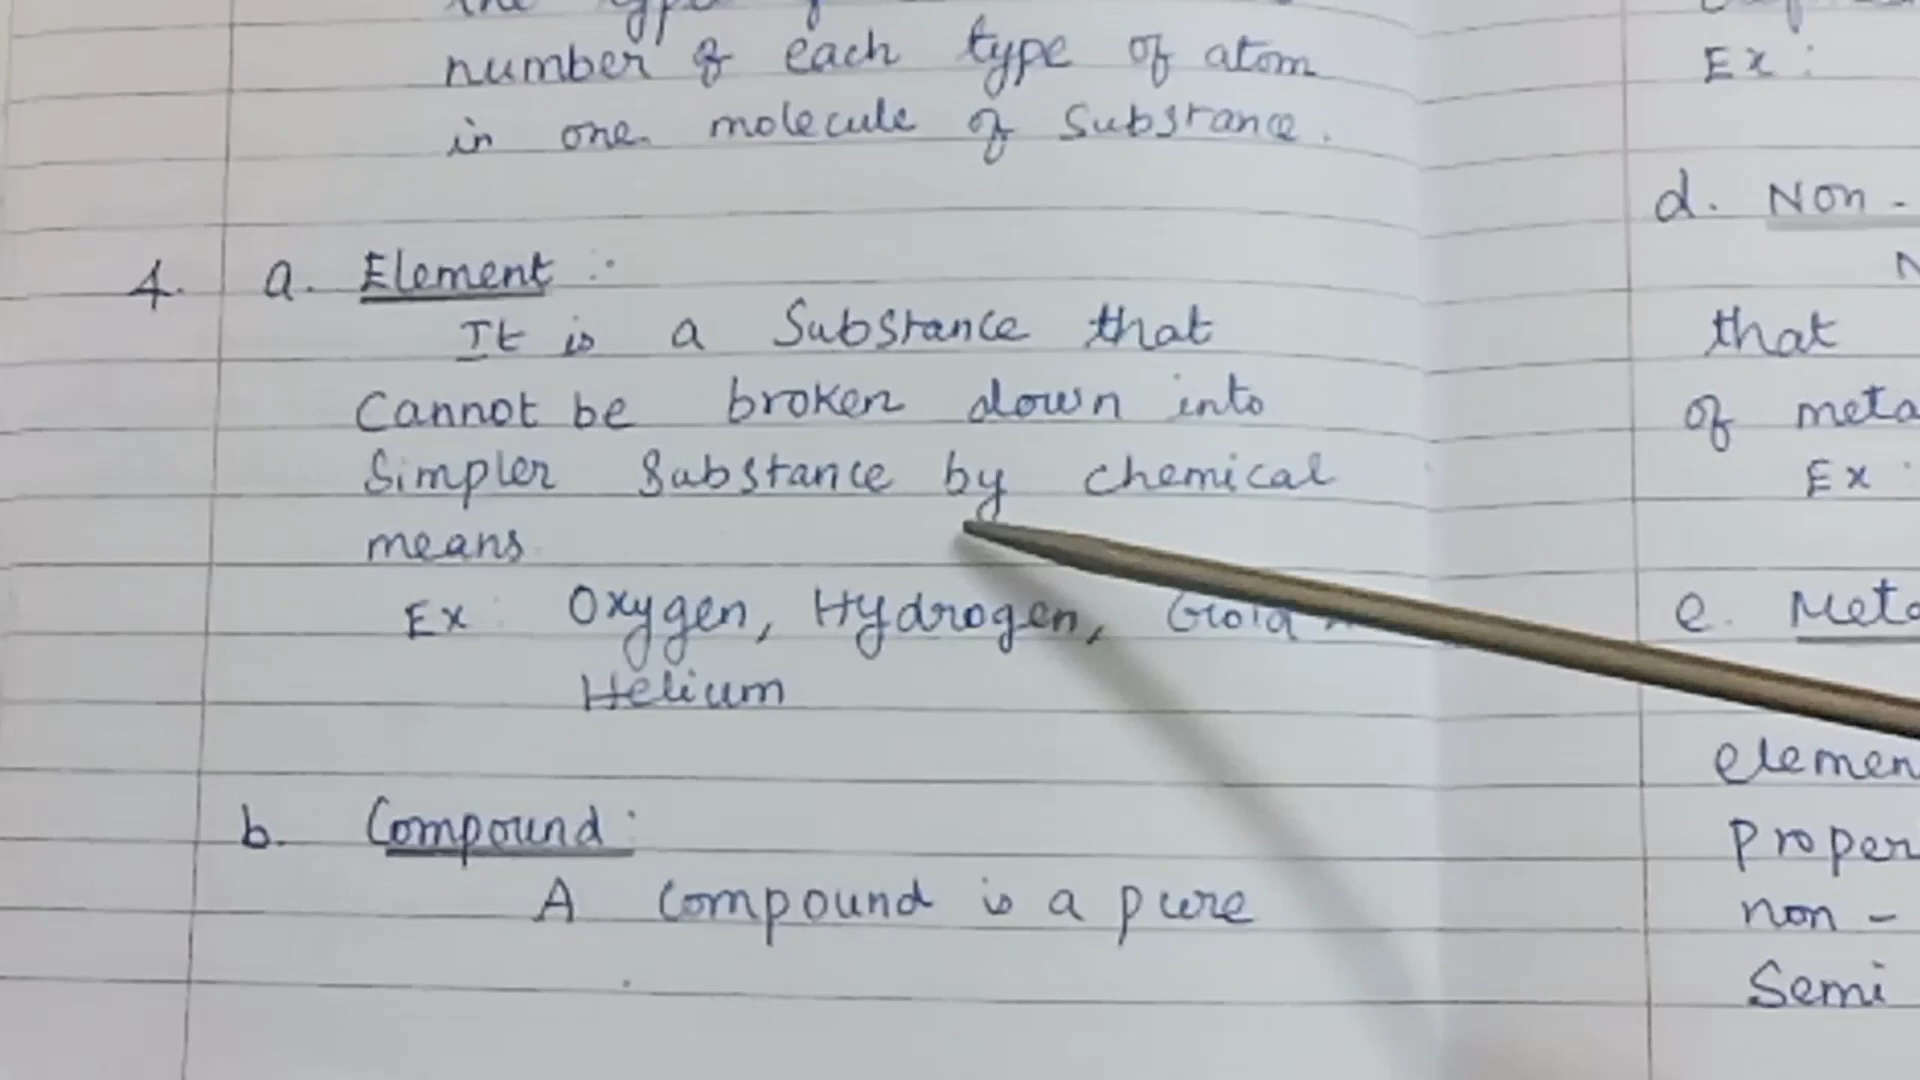 the type
number of each type of atom
in one molecule of Substance.
4. a. Element :
It is a Substance that
Cannot be broken down into
Simpler Substance by chemical
means
Ex: Oxygen, Hydrogen, Gold
Helium
b. Compound:
A Compound is a pure
Ex:
d. Non -
that
of meta
Ex:
e. Meta
elemen
Proper
non -
Semi